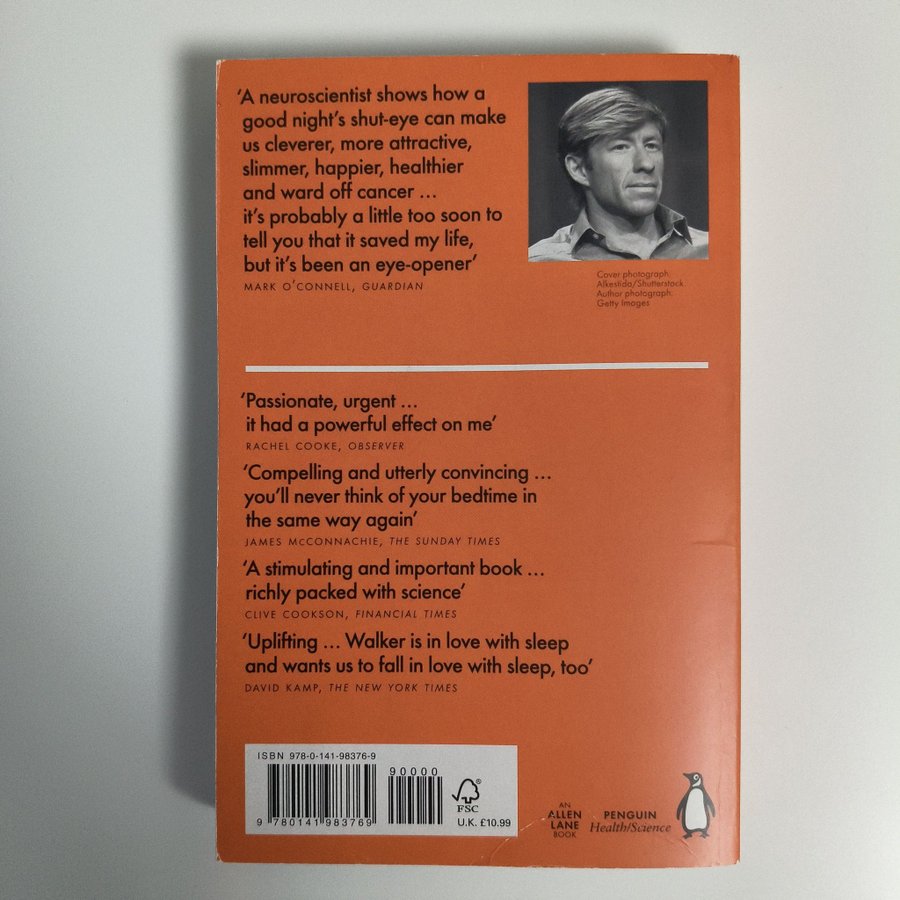 ‘A neuroscientist shows how a
good night’s shut-eye can make
us cleverer, more attractive,
slimmer, happier, healthier
and ward off cancer …
it’s probably a little too soon to
tell you that it saved my life,
but it’s been an eye-opener’
MARK O’CONNELL, GUARDIAN
Cover photograph:
Alkestida/Shutterstock
Author photograph:
Getty Images
‘Passionate, urgent …
it had a powerful effect on me’
RACHEL COOKE, OBSERVER
‘Compelling and utterly convincing …
you’ll never think of your bedtime in
the same way again’
JAMES McCONNACHIE, THE SUNDAY TIMES
‘A stimulating and important book …
richly packed with science’
CLIVE COOKSON, FINANCIAL TIMES
‘Uplifting … Walker is in love with sleep
and wants us to fall in love with sleep, too’
DAVID KAMP, THE NEW YORK TIMES
ISBN 978-0-141-98376-9
90000
9 780141 983769
FSC®
U.K. £10.99
AN
ALLEN
LANE
BOOK
PENGUIN
Health/Science